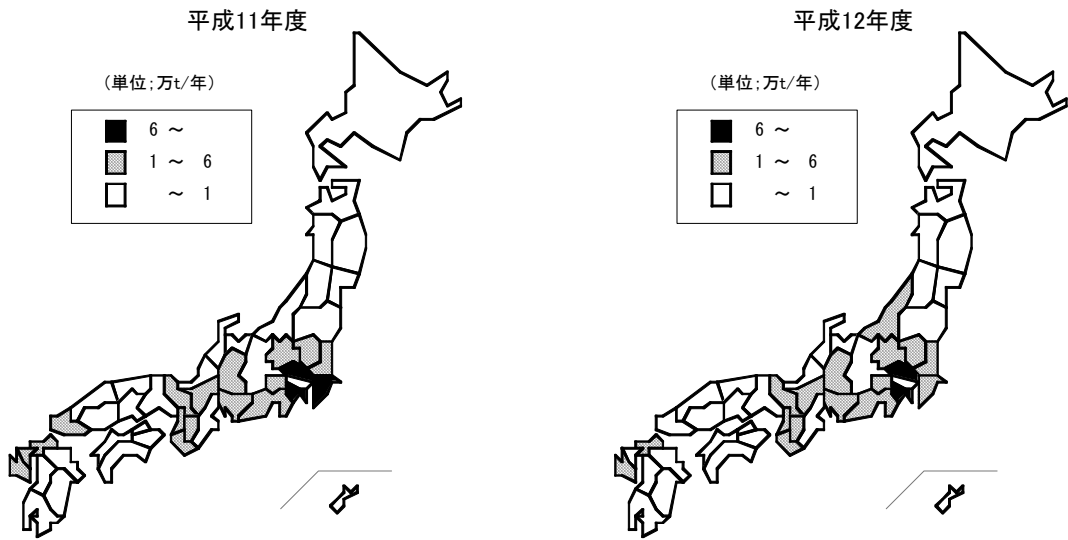 平成11年度
(単位;万t/年)
6 ～
1 ～ 6
～ 1
平成12年度
(単位;万t/年)
6 ～
1 ～ 6
～ 1